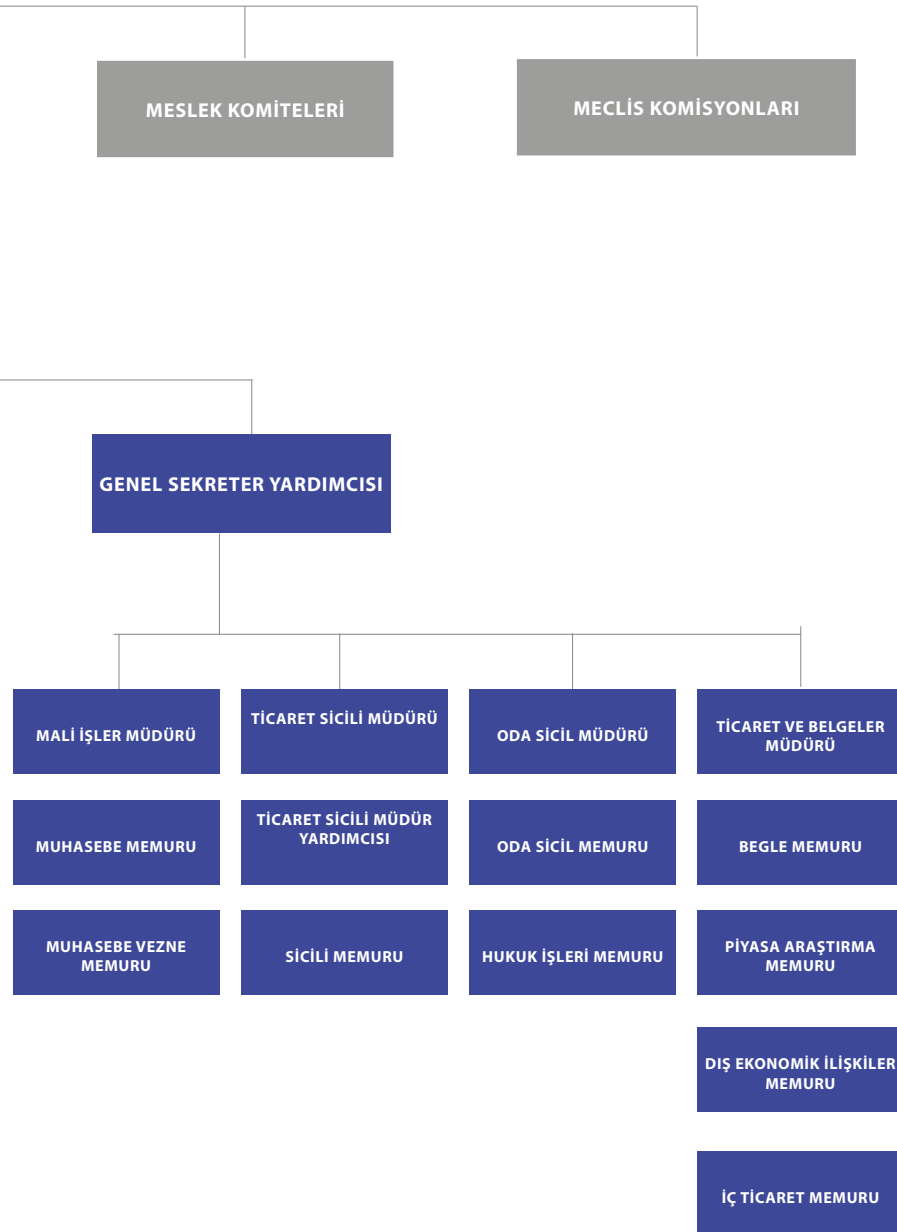 MESLEK KOMİTELERİ
MECLİS KOMİSYONLARI
GENEL SEKRETER YARDIMCISI
MALİ İŞLER MÜDÜRÜ
TİCARET SİCİLİ MÜDÜRÜ
ODA SİCİL MÜDÜRÜ
TİCARET VE BELGELER
MÜDÜRÜ
MUHASEBE MEMURU
TİCARET SİCİLİ MÜDÜR
YARDIMCISI
ODA SİCİL MEMURU
BEGLE MEMURU
MUHASEBE VEZNE
MEMURU
SİCİLİ MEMURU
HUKUK İŞLERİ MEMURU
PİYASA ARAŞTIRMA
MEMURU
DIŞ EKONOMİK İLİŞKİLER
MEMURU
İÇ TİCARET MEMURU